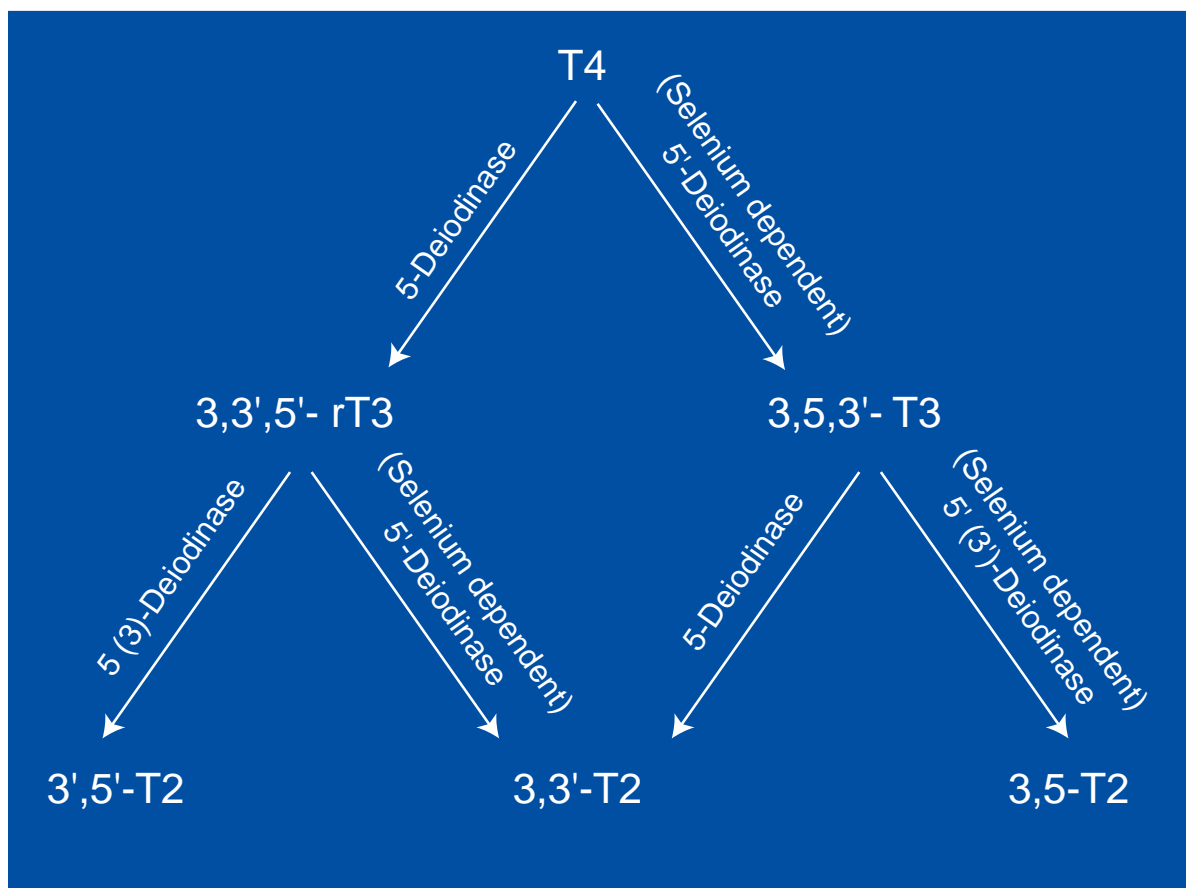 T4
5-Deiodinase
(Selenium dependent)
5'-Deiodinase
3,3',5'- rT3
3,5,3'- T3
5 (3)-Deiodinase
(Selenium dependent)
5'-Deiodinase
5-Deiodinase
(Selenium dependent)
5' (3')-Deiodinase
3',5'-T2
3,3'-T2
3,5-T2